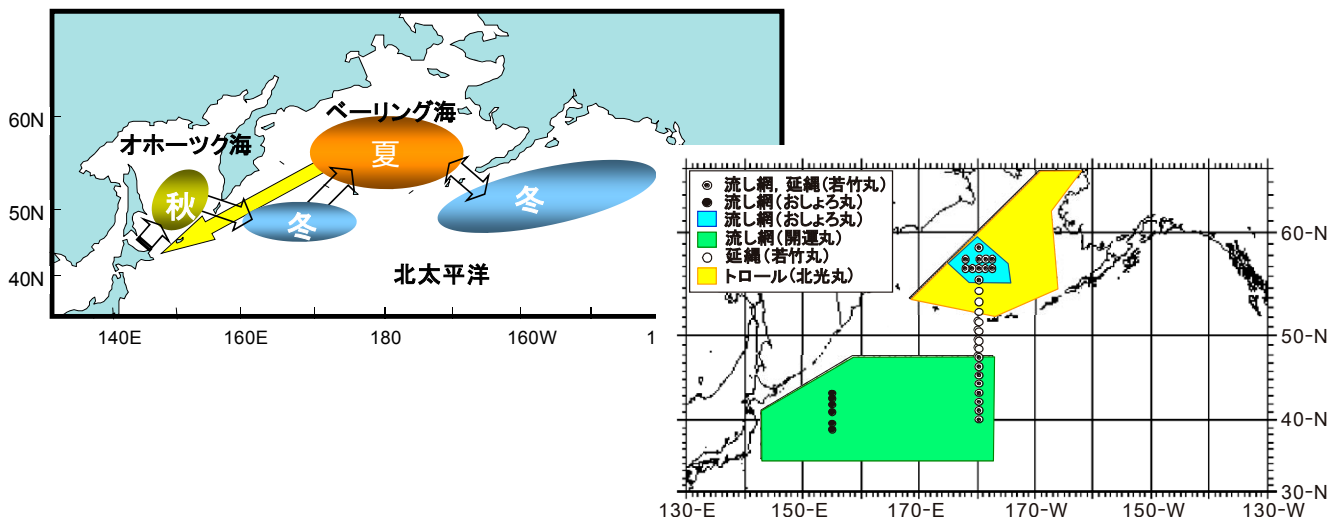 ベーリング海
60N
オホーツク海
夏
秋
冬
50N
冬
40N
北太平洋
140E
160E
180
160W
1
流し網, 延縄(若竹丸)
流し網(おしょろ丸)
流し網(おしょろ丸)
流し網(開運丸)
延縄(若竹丸)
トロール(北光丸)
60-N
50-N
40-N
30-N
130-E
150-E
170-E
170-W
150-W
130-W